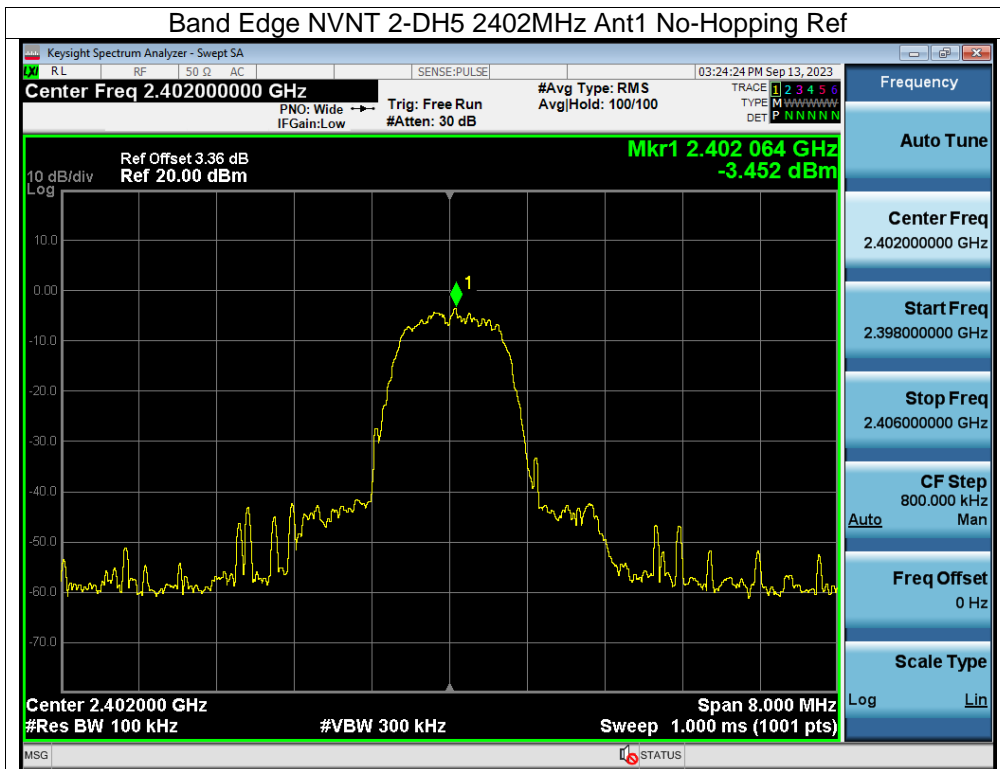 Band Edge NVNT 2-DH5 2402MHz Ant1 No-Hopping Ref
Keysight Spectrum Analyzer - Swept SA
LXI RL RF 50 Ω AC SENSE:PULSE 03:24:24 PM Sep 13, 2023
Center Freq 2.402000000 GHz
PNO: Wide
IFGain:Low
Trig: Free Run
#Atten: 30 dB
#Avg Type: RMS
Avg|Hold: 100/100
TRACE 1 2 3 4 5 6
TYPE M WWWWW
DET P N N N N N
Mkr1 2.402 064 GHz
-3.452 dBm
Ref Offset 3.36 dB
10 dB/div Ref 20.00 dBm
Log
10.0
0.00
-10.0
-20.0
-30.0
-40.0
-50.0
-60.0
-70.0
1
Center 2.402000 GHz Span 8.000 MHz
#Res BW 100 kHz #VBW 300 kHz Sweep 1.000 ms (1001 pts)
MSG STATUS
Frequency
Auto Tune
Center Freq
2.402000000 GHz
Start Freq
2.398000000 GHz
Stop Freq
2.406000000 GHz
CF Step
800.000 kHz
Auto Man
Freq Offset
0 Hz
Scale Type
Log Lin